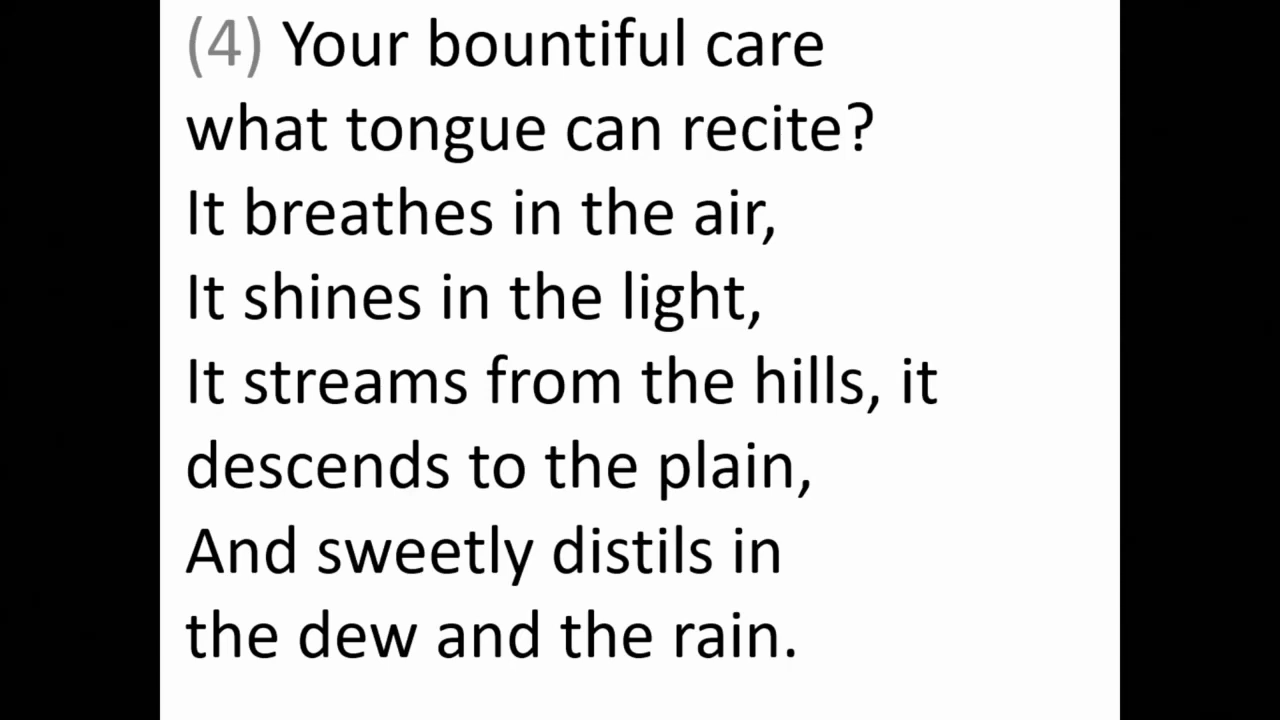 (4) Your bountiful care
what tongue can recite?
It breathes in the air,
It shines in the light,
It streams from the hills, it
descends to the plain,
And sweetly distils in
the dew and the rain.